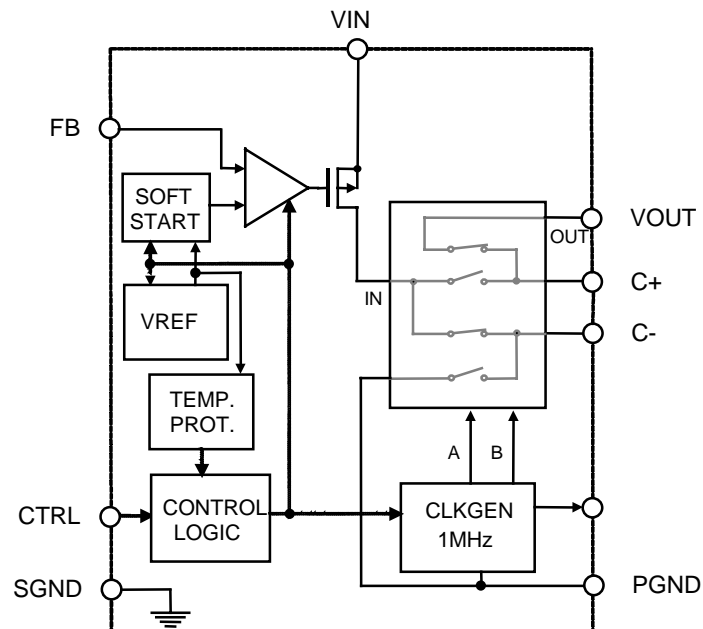 VIN
FB
SOFT
START
OUT
VOUT
C+
IN
VREF
C-
TEMP.
PROT.
A
B
CTRL
CONTROL
LOGIC
CLKGEN
1MHz
SGND
PGND